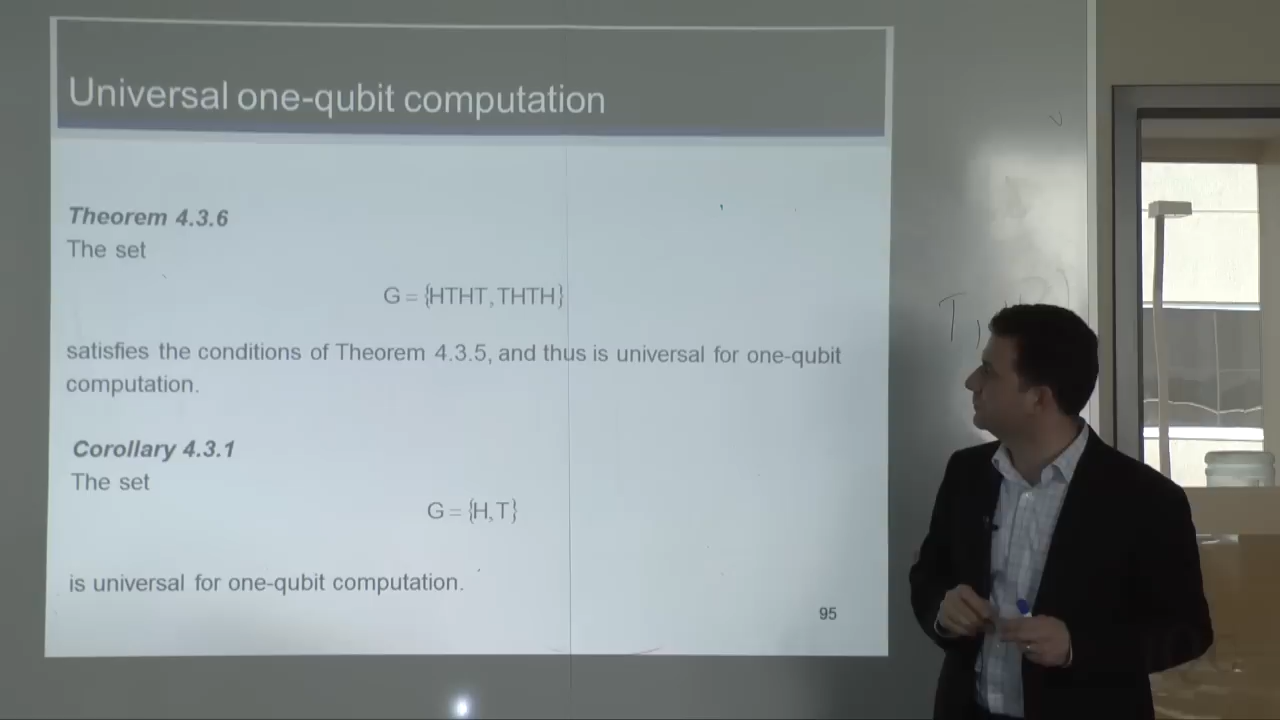 Universal one-qubit computation
Theorem 4.3.6
The set
G = {HTHT, THTH}
satisfies the conditions of Theorem 4.3.5, and thus is universal for one-qubit
computation.
Corollary 4.3.1
The set
G = {H,T}
is universal for one-qubit computation.
95